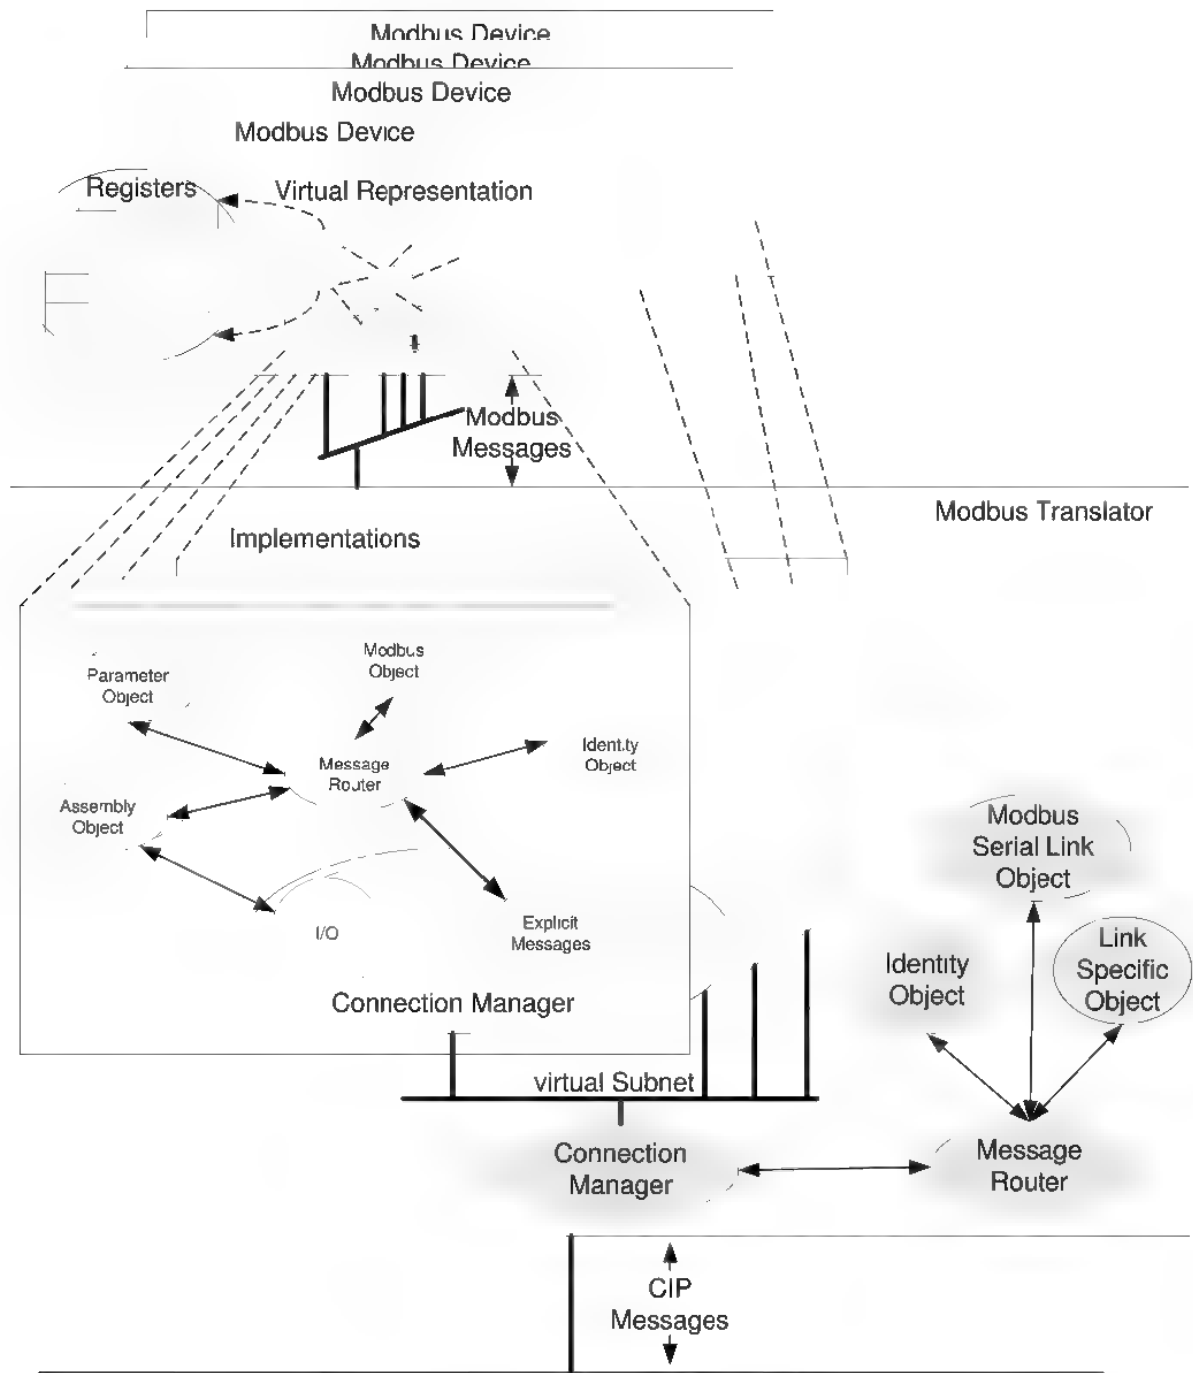 Modbus Device
Modbus Device
Modbus Device
Modbus Device
Registers
Virtual Representation
Modbus
Messages
Modbus Translator
Implementations
Modbus
Object
Parameter
Object
Message
Router
Identity
Object
Assembly
Object
I/O
Explicit
Messages
Connection Manager
Modbus
Serial Link
Object
Link
Specific
Object
Identity
Object
virtual Subnet
Connection
Manager
Message
Router
CIP
Messages